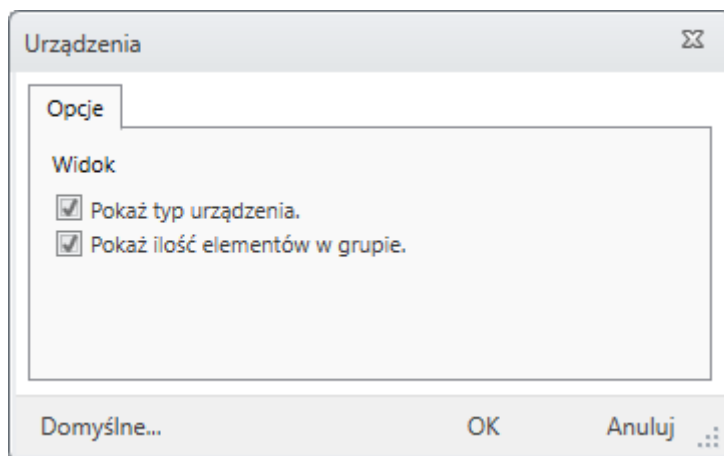 Urządzenia
Opcje
Widok
Pokaż typ urządzenia.
Pokaż ilość elementów w grupie.
Domyślne... OK Anuluj